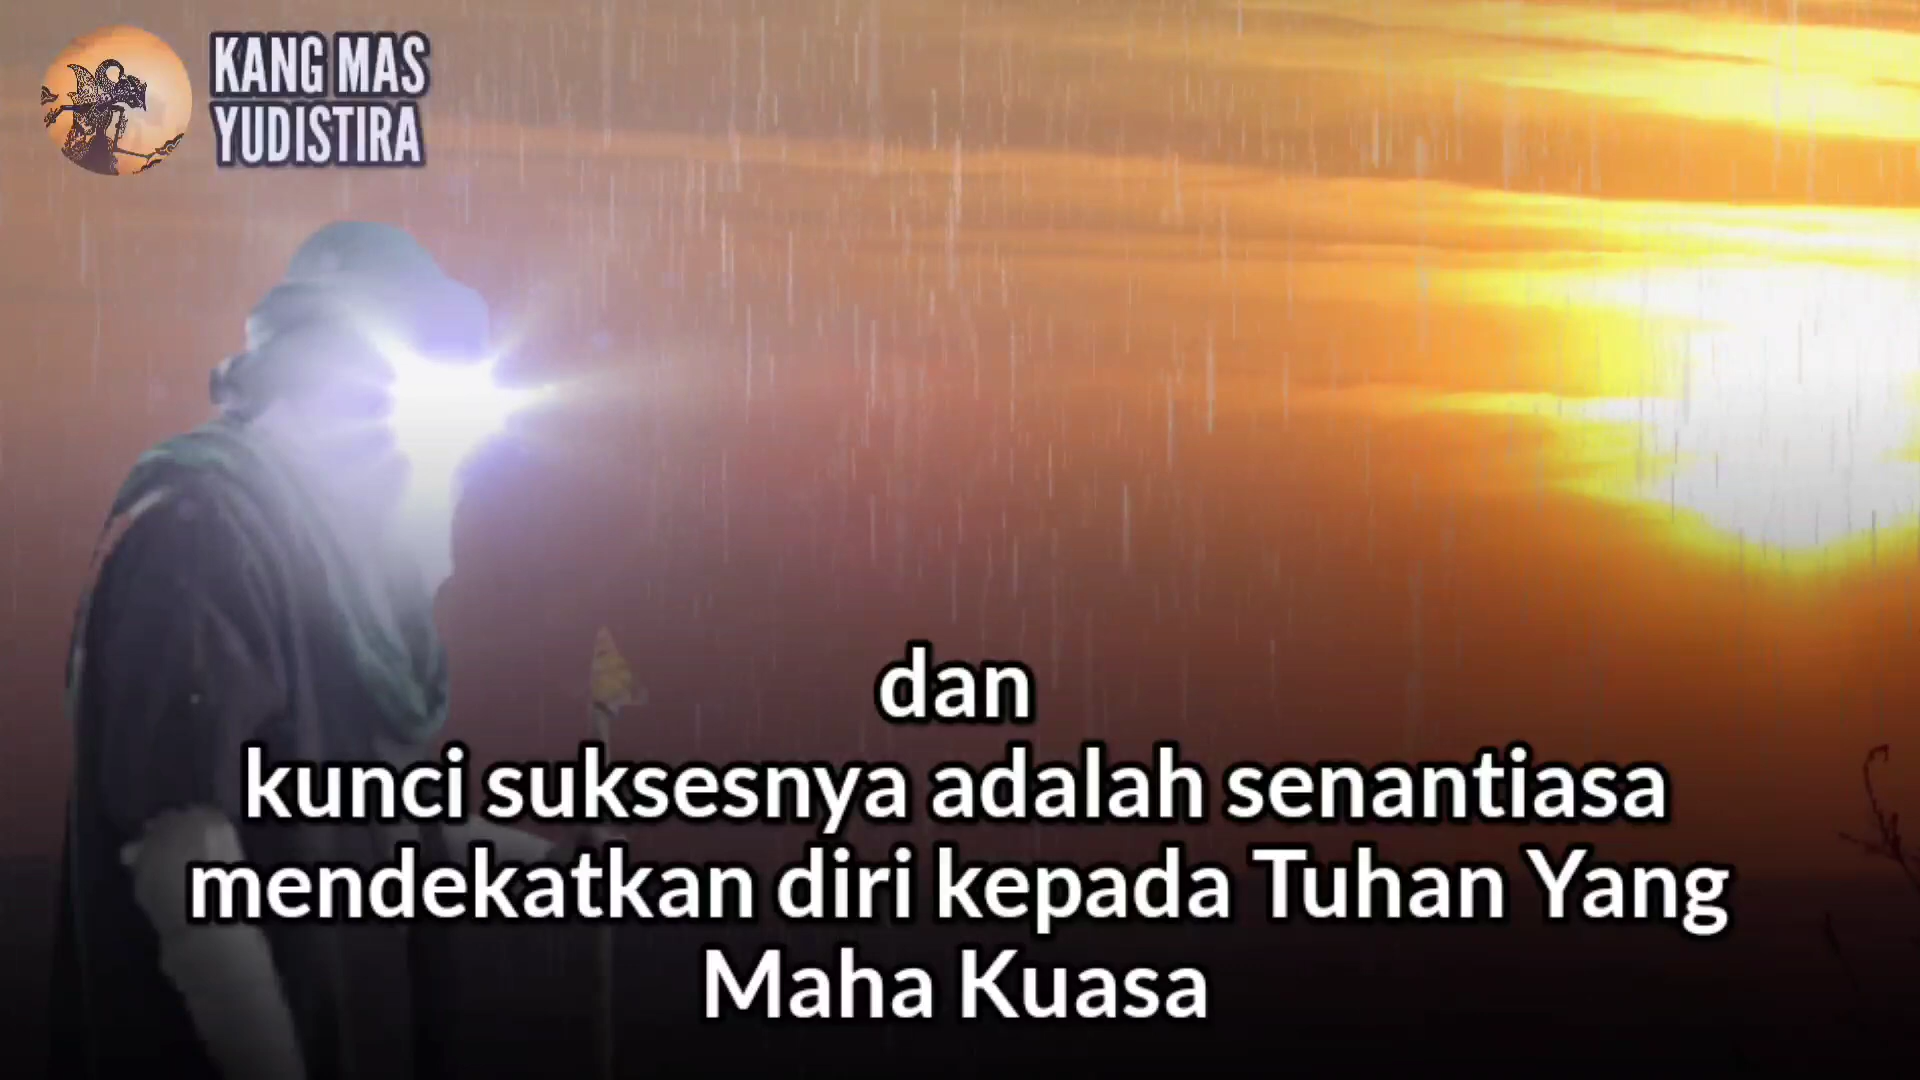 KANG MAS
YUDISTIRA
dan
kunci suksesnya adalah senantiasa
mendekatkan diri kepada Tuhan Yang
Maha Kuasa